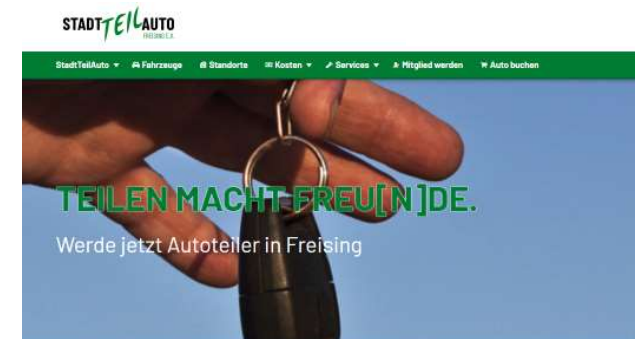 STADTTEILAUTO
FREISING E.V.
StadtTeilAuto Fahrzeuge Standorte Kosten Services Mitglied werden Auto buchen
TEILEN MACHT FREU[N]DE.
Werde jetzt Autoteiler in Freising